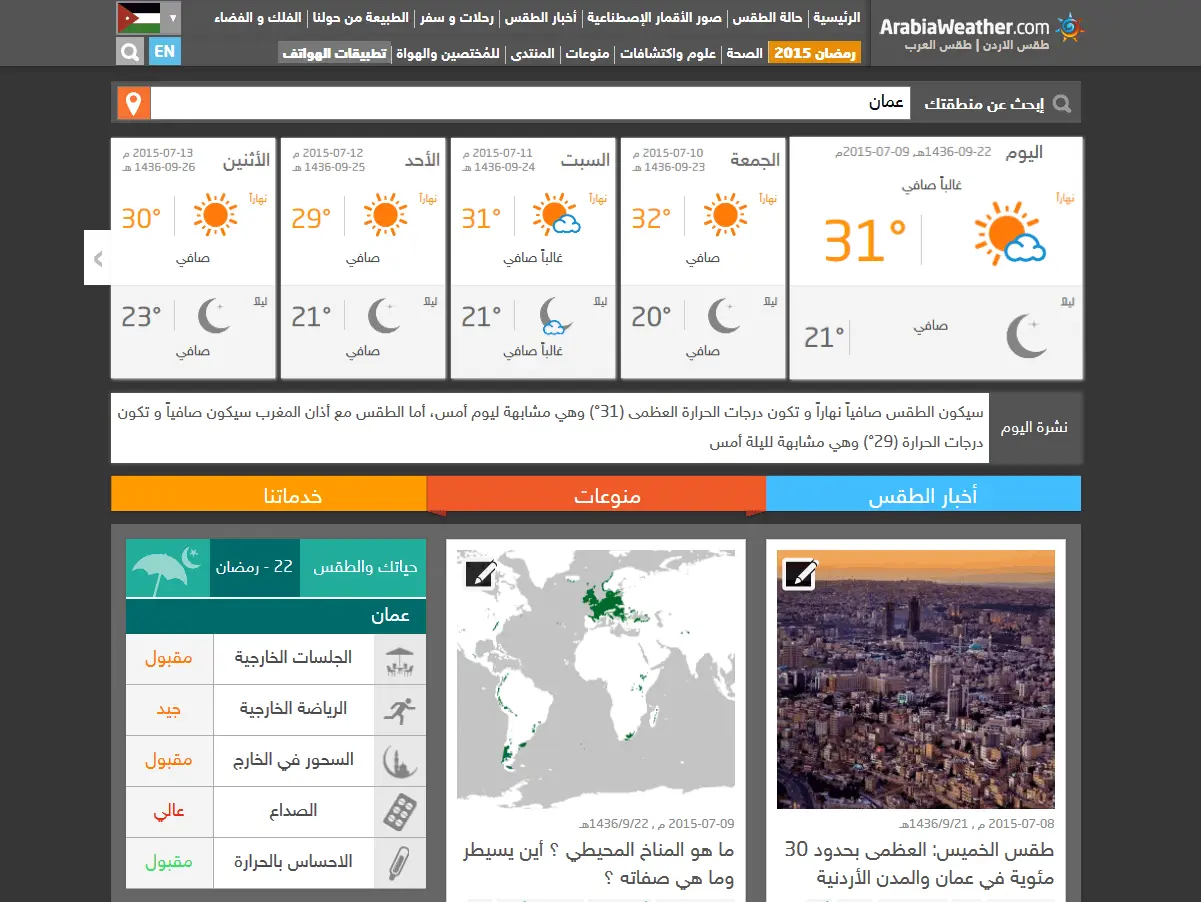 ArabiaWeather.com
طقس الاردن | طقس العرب
الرئيسية | حالة الطقس | صور الأقمار الإصطناعية | أخبار الطقس | رحلات و سفر | الطبيعة من حولنا | الفلك و الفضاء
رمضان 2015 | الصحة | علوم واكتشافات | منوعات | المنتدى | للمُختصين والهواة | تطبيقات الهواتف
EN
إبحث عن منطقتك
عمان
اليوم
22-09-1436هـ, 09-07-2015م
غالباً صافي
نهاراً
31°
ليلا
صافي
21°
الجمعة
10-07-2015 م
23-09-1436 هـ
نهاراً
32°
صافي
ليلا
20°
صافي
السبت
11-07-2015 م
24-09-1436 هـ
نهاراً
31°
غالباً صافي
ليلا
21°
غالباً صافي
الأحد
12-07-2015 م
25-09-1436 هـ
نهاراً
29°
صافي
ليلا
21°
صافي
الأثنين
13-07-2015 م
26-09-1436 هـ
نهاراً
30°
صافي
ليلا
23°
صافي
نشرة اليوم
سيكون الطقس صافياً نهاراً و تكون درجات الحرارة العظمى (31°) وهي مشابهة ليوم أمس، أما الطقس مع أذان المغرب سيكون صافياً و تكون
درجات الحرارة (29°) وهي مشابهة لليلة أمس
أخبار الطقس
منوعات
خدماتنا
08-07-2015 م , 1436/9/21هـ
طقس الخميس: العظمى بحدود 30
مئوية في عمان والمدن الأردنية
09-07-2015 م , 1436/9/22هـ
ما هو المناخ المحيطي ؟ أين يسيطر
وما هي صفاته ؟
حياتك والطقس
22 - رمضان
عمان
الجلسات الخارجية مقبول
الرياضة الخارجية جيد
السحور في الخارج مقبول
الصداع عالي
الاحساس بالحرارة مقبول